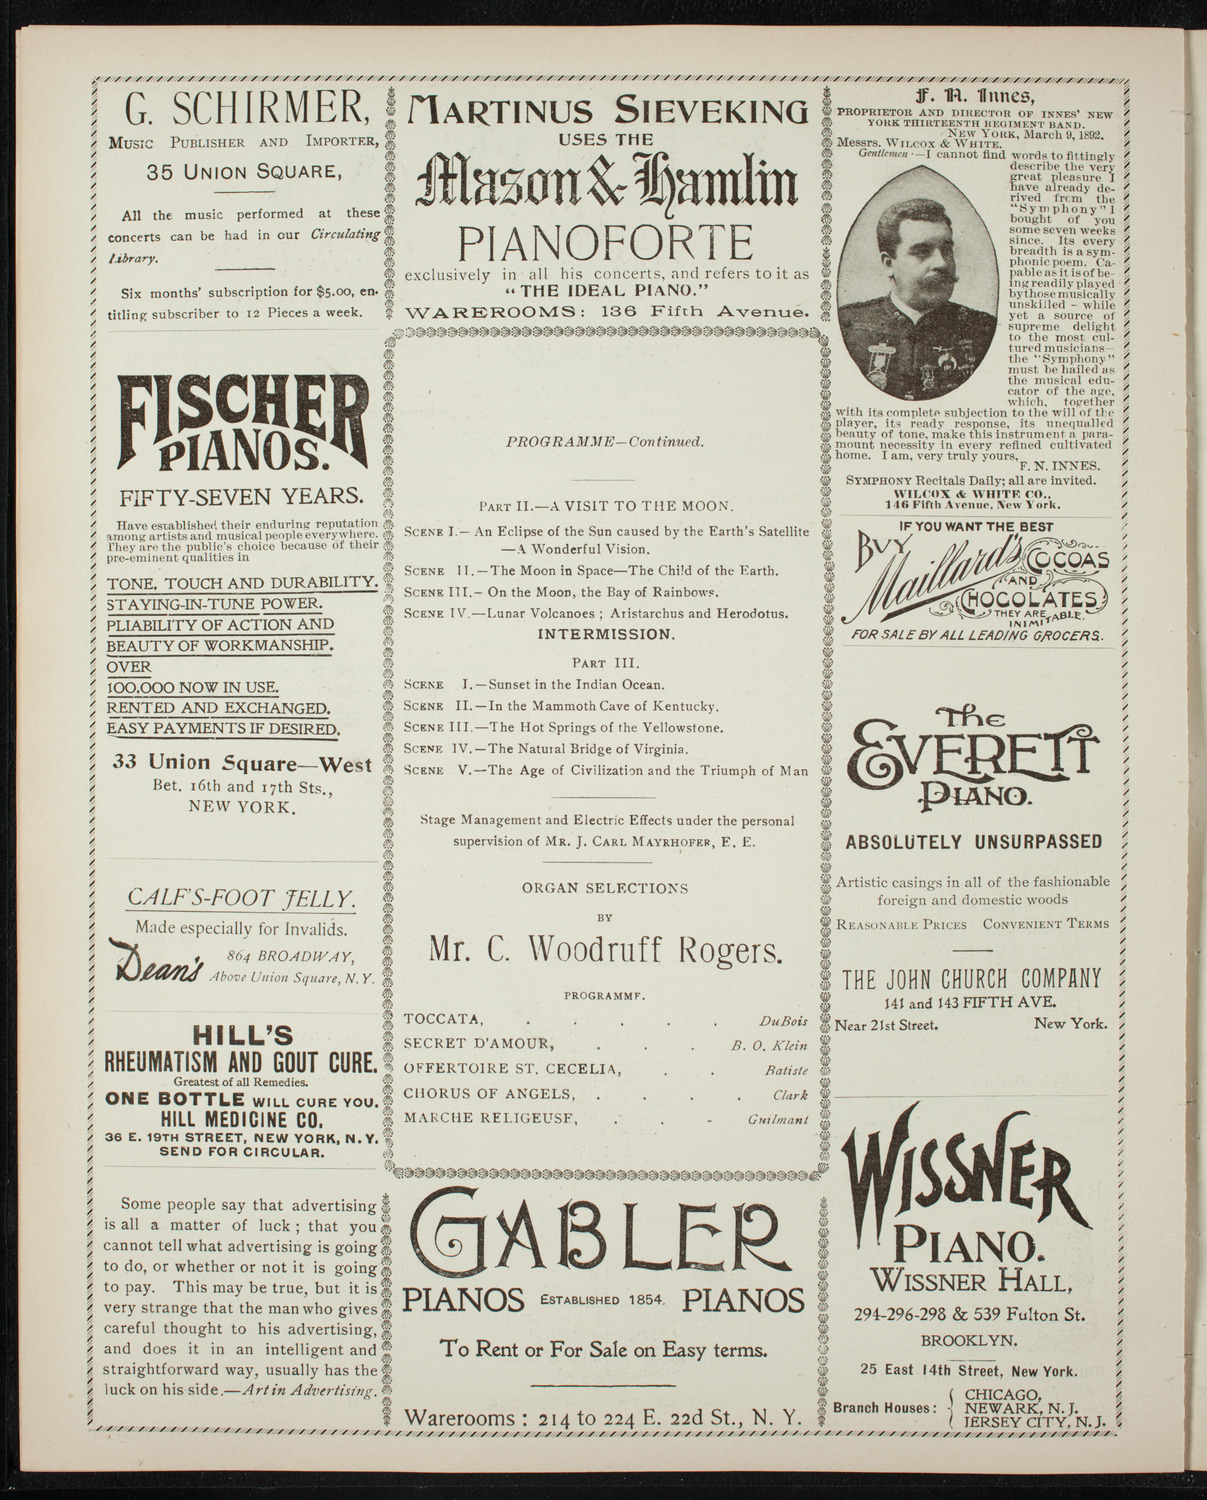 G. SCHIRMER,
MUSIC PUBLISHER AND IMPORTER,
35 UNION SQUARE,
All the music performed at these
concerts can be had in our Circulating
Library.
Six months' subscription for $5.00, en-
titling subscriber to 12 Pieces a week.
FISCHER
PIANOS.
FIFTY-SEVEN YEARS.
Have established their enduring reputation
among artists and musical people everywhere.
They are the public's choice because of their
pre-eminent qualities in
TONE, TOUCH AND DURABILITY.
STAYING-IN-TUNE POWER.
PLIABILITY OF ACTION AND
BEAUTY OF WORKMANSHIP.
OVER
100,000 NOW IN USE.
RENTED AND EXCHANGED.
EASY PAYMENTS IF DESIRED.
33 Union Square—West
Bet. 16th and 17th Sts.,
NEW YORK.
CALF'S-FOOT JELLY.
Made especially for Invalids.
Dean's
864 BROADWAY,
Above Union Square, N.Y.
HILL'S
RHEUMATISM AND GOUT CURE.
Greatest of all Remedies.
ONE BOTTLE WILL CURE YOU.
HILL MEDICINE CO.
36 E. 19TH STREET, NEW YORK, N.Y.
SEND FOR CIRCULAR.
Some people say that advertising
is all a matter of luck; that you
cannot tell what advertising is going
to do, or whether or not it is going
to pay. This may be true, but it is
very strange that the man who gives
careful thought to his advertising,
and does it in an intelligent and
straightforward way, usually has the
luck on his side.—Art in Advertising.
MARTINUS SIEVEKING
USES THE
Mason & Hamlin
PIANOFORTE
exclusively in all his concerts, and refers to it as
"THE IDEAL PIANO."
WAREROOMS: 136 Fifth Avenue.
PROGRAMME—Continued.
PART II.—A VISIT TO THE MOON.
SCENE I.—An Eclipse of the Sun caused by the Earth's Satellite
—A Wonderful Vision.
SCENE II.—The Moon in Space—The Child of the Earth.
SCENE III.—On the Moon, the Bay of Rainbows.
SCENE IV.—Lunar Volcanoes; Aristarchus and Herodotus.
INTERMISSION.
PART III.
SCENE I.—Sunset in the Indian Ocean.
SCENE II.—In the Mammoth Cave of Kentucky.
SCENE III.—The Hot Springs of the Yellowstone.
SCENE IV.—The Natural Bridge of Virginia.
SCENE V.—The Age of Civilization and the Triumph of Man
Stage Management and Electric Effects under the personal
supervision of MR. J. CARL MAYRHOFER, E. E.
ORGAN SELECTIONS
BY
Mr. C. Woodruff Rogers.
PROGRAMMF.
TOCCATA, . . . . . DuBois
SECRET D'AMOUR, . . . B. O. Klein
OFFERTOIRE ST. CECELIA, . . Batiste
CHORUS OF ANGELS, . . . . Clark
MARCHE RELIGEUSF, . . - Guilmant
GABLER
PIANOS ESTABLISHED 1854. PIANOS
To Rent or For Sale on Easy terms.
Warerooms: 214 to 224 E. 22d St., N. Y.
F. N. Innes,
PROPRIETOR AND DIRECTOR OF INNES' NEW
YORK THIRTEENTH REGIMENT BAND.
NEW YORK, March 9, 1892.
Messrs. WILCOX & WHITE.
Gentlemen:—I cannot find words to fittingly
describe the very
great pleasure I
have already de-
rived frcm the
"Symphony" I
bought of you
some seven weeks
since. Its every
breadth is a sym-
phonic poem. Ca-
pable as it is of be-
ing readily played
by those musically
unskilled – while
yet a source of
supreme delight
to the most cul-
tured musicians—
the "Symphony"
must be hailed as
the musical edu-
cator of the age,
which, together
with its complete subjection to the will of the
player, its ready response, its unequalled
beauty of tone, make this instrument a para-
mount necessity in every refined cultivated
home. I am, very truly yours,
F. N. INNES.
SYMPHONY Recitals Daily; all are invited.
WILCOX & WHITE CO.,
146 Fifth Avenue, New York.
IF YOU WANT THE BEST
BUY
Maillard's
COCOAS
AND
CHOCOLATES
THEY ARE
INIMITABLE.
FOR SALE BY ALL LEADING GROCERS.
The
EVERETT
PIANO.
ABSOLUTELY UNSURPASSED
Artistic casings in all of the fashionable
foreign and domestic woods
REASONABLE PRICES CONVENIENT TERMS
THE JOHN CHURCH COMPANY
141 and 143 FIFTH AVE.
Near 21st Street. New York.
WISSNER
PIANO.
WISSNER HALL,
294-296-298 & 539 Fulton St.
BROOKLYN.
25 East 14th Street, New York.
Branch Houses: { CHICAGO,
NEWARK, N. J.
JERSEY CITY, N. J.